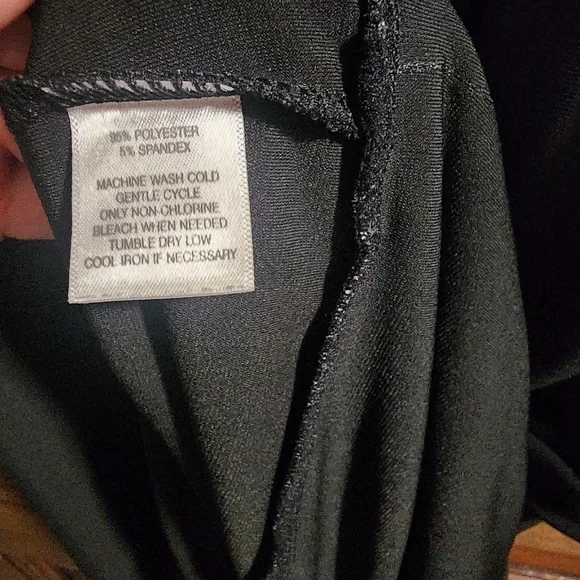 95% POLYESTER
5% SPANDEX
MACHINE WASH COLD
GENTLE CYCLE
ONLY NON-CHLORINE
BLEACH WHEN NEEDED
TUMBLE DRY LOW
COOL IRON IF NECESSARY